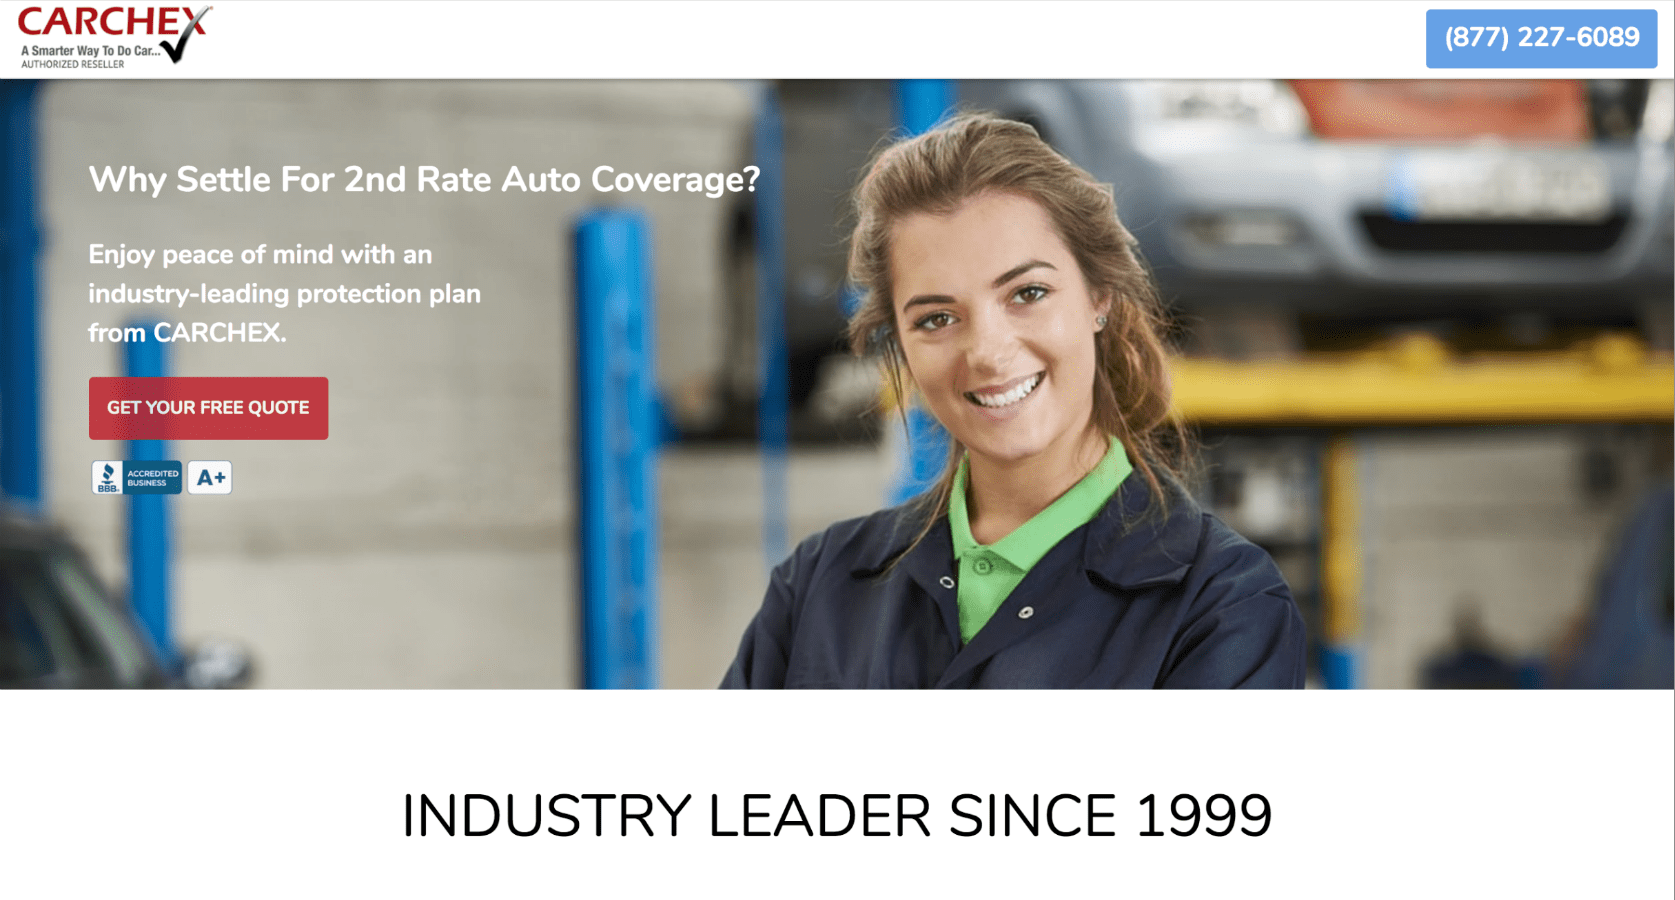 CARCHEX
A Smarter Way To Do Car...
AUTHORIZED RESELLER
(877) 227-6089
Why Settle For 2nd Rate Auto Coverage?
Enjoy peace of mind with an
industry-leading protection plan
from CARCHEX.
GET YOUR FREE QUOTE
BBB.
ACCREDITED
BUSINESS
A+
INDUSTRY LEADER SINCE 1999